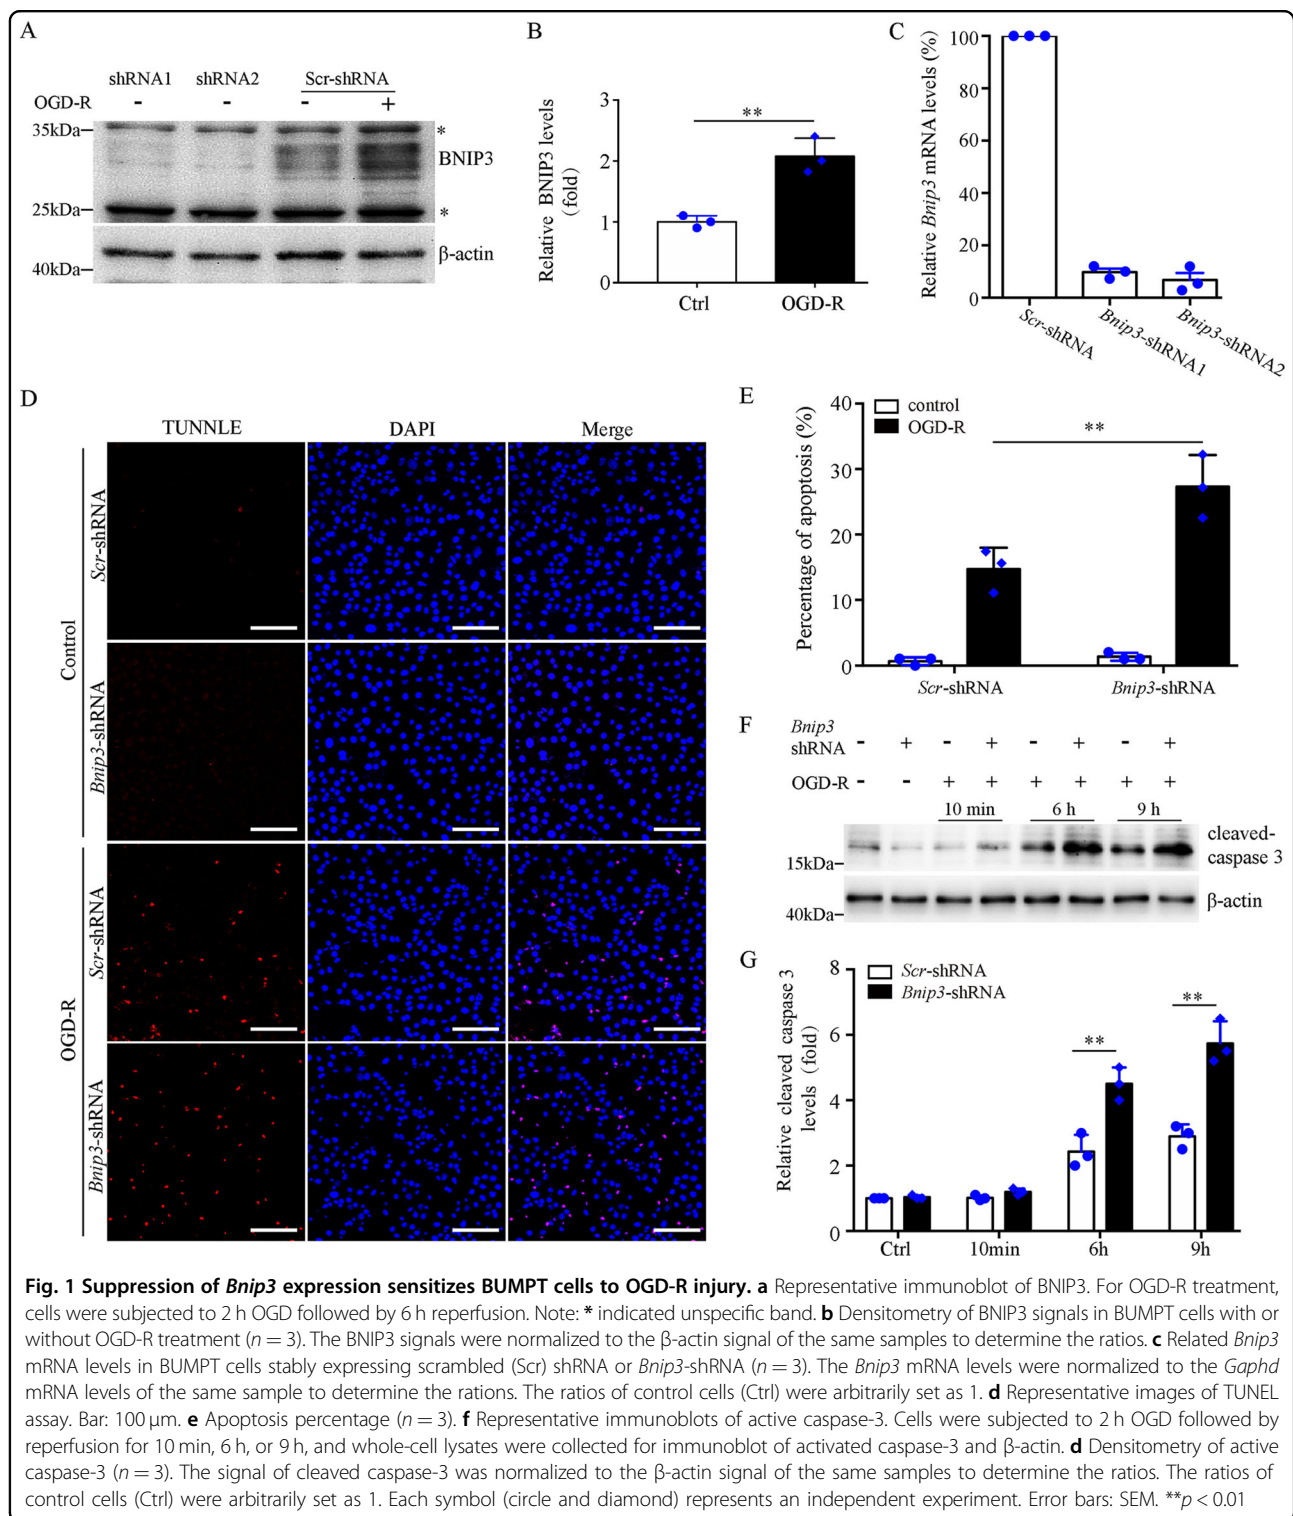 A
shRNA1 shRNA2 Scr-shRNA
OGD-R - - - +
35kDa
*
BNIP3
25kDa
*
β-actin
40kDa
B
Relative BNIP3 levels
(fold)
3
2
1
0
**
Ctrl OGD-R
C
Relative Bnip3 mRNA levels (%)
100
80
60
40
20
0
Scr-shRNA
Bnip3-shRNA1
Bnip3-shRNA2
D
TUNNLE DAPI Merge
Control
Scr-shRNA
Bnip3-shRNA
OGD-R
Scr-shRNA
Bnip3-shRNA
E
Percentage of apoptosis (%)
40
30
20
10
0
control
OGD-R
**
Scr-shRNA Bnip3-shRNA
F
Bnip3
shRNA - + - + - + - +
OGD-R - - + + + + + +
10 min 6 h 9 h
cleaved-
caspase 3
15kDa
β-actin
40kDa
G
Relative cleaved caspase 3
levels (fold)
8
6
4
2
0
Scr-shRNA
Bnip3-shRNA
**
**
Ctrl 10min 6h 9h
Fig. 1 Suppression of Bnip3 expression sensitizes BUMPT cells to OGD-R injury. a Representative immunoblot of BNIP3. For OGD-R treatment,
cells were subjected to 2 h OGD followed by 6 h reperfusion. Note: * indicated unspecific band. b Densitometry of BNIP3 signals in BUMPT cells with or
without OGD-R treatment (n = 3). The BNIP3 signals were normalized to the β-actin signal of the same samples to determine the ratios. c Related Bnip3
mRNA levels in BUMPT cells stably expressing scrambled (Scr) shRNA or Bnip3-shRNA (n = 3). The Bnip3 mRNA levels were normalized to the Gaphd
mRNA levels of the same sample to determine the rations. The ratios of control cells (Ctrl) were arbitrarily set as 1. d Representative images of TUNEL
assay. Bar: 100 μm. e Apoptosis percentage (n = 3). f Representative immunoblots of active caspase-3. Cells were subjected to 2 h OGD followed by
reperfusion for 10 min, 6 h, or 9 h, and whole-cell lysates were collected for immunoblot of activated caspase-3 and β-actin. d Densitometry of active
caspase-3 (n = 3). The signal of cleaved caspase-3 was normalized to the β-actin signal of the same samples to determine the ratios. The ratios of
control cells (Ctrl) were arbitrarily set as 1. Each symbol (circle and diamond) represents an independent experiment. Error bars: SEM. **p < 0.01